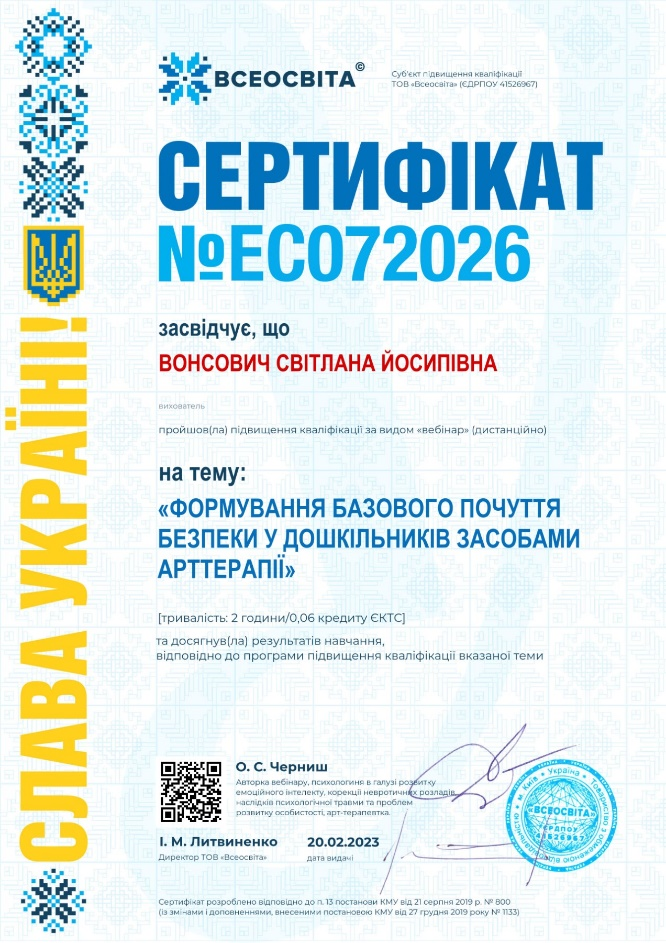 ВСЕОСВІТА©
Суб'єкт підвищення кваліфікації
ТОВ «Всеосвіта» (ЄДРПОУ 41526967)
СЕРТИФІКАТ
№ЕС072026
засвідчує, що
ВОНСОВИЧ СВІТЛАНА ЙОСИПІВНА
вихователь
пройшов(ла) підвищення кваліфікації за видом «вебінар» (дистанційно)
на тему:
«ФОРМУВАННЯ БАЗОВОГО ПОЧУТТЯ
БЕЗПЕКИ У ДОШКІЛЬНИКІВ ЗАСОБАМИ
АРТТЕРАПІЇ»
[тривалість: 2 години/0,06 кредиту ЄКТС]
та досягнув(ла) результатів навчання,
відповідно до програми підвищення кваліфікації вказаної теми
О. С. Черниш
Авторка вебінару, психологиня в галузі розвитку
емоційного інтелекту, корекції невротичних розладів,
наслідків психологічної травми та проблем
розвитку особистості, арт-терапевтка.
І. М. Литвиненко
Директор ТОВ «Всеосвіта»
20.02.2023
дата видачі
м. Київ • Україна • Товариство з обмеженою відповідальністю
«ВСЕОСВІТА»
ЄРДПОУ
41526967
Сертифікат розроблено відповідно до п. 13 постанови КМУ від 21 серпня 2019 р. № 800
(із змінами і доповненнями, внесеними постановою КМУ від 27 грудня 2019 року № 1133)
СЛАВА УКРАЇНІ!